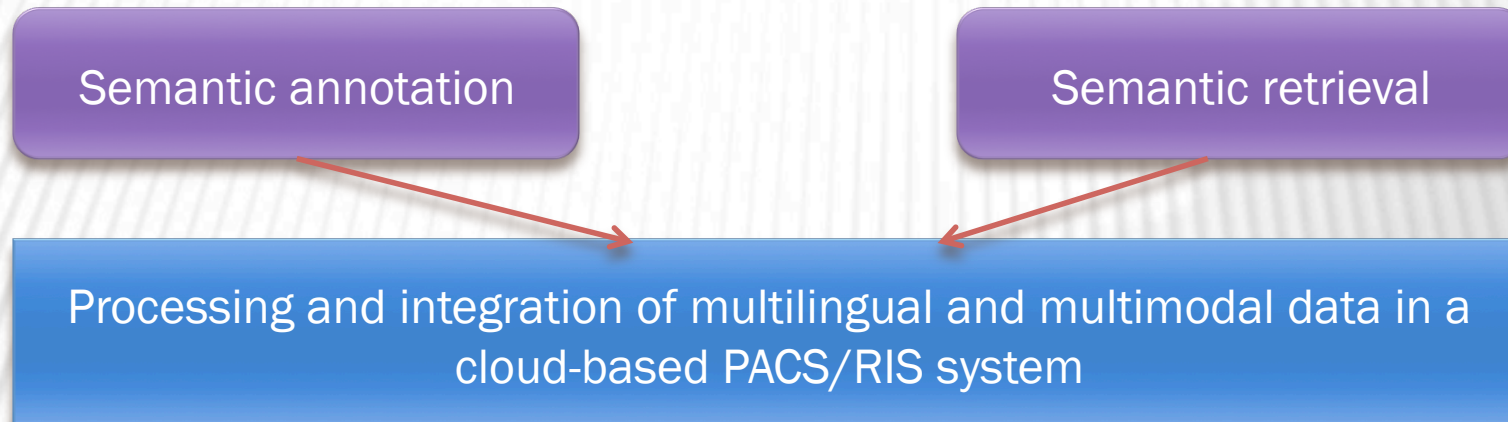 Semantic annotation
Semantic retrieval
Processing and integration of multilingual and multimodal data in a
cloud-based PACS/RIS system